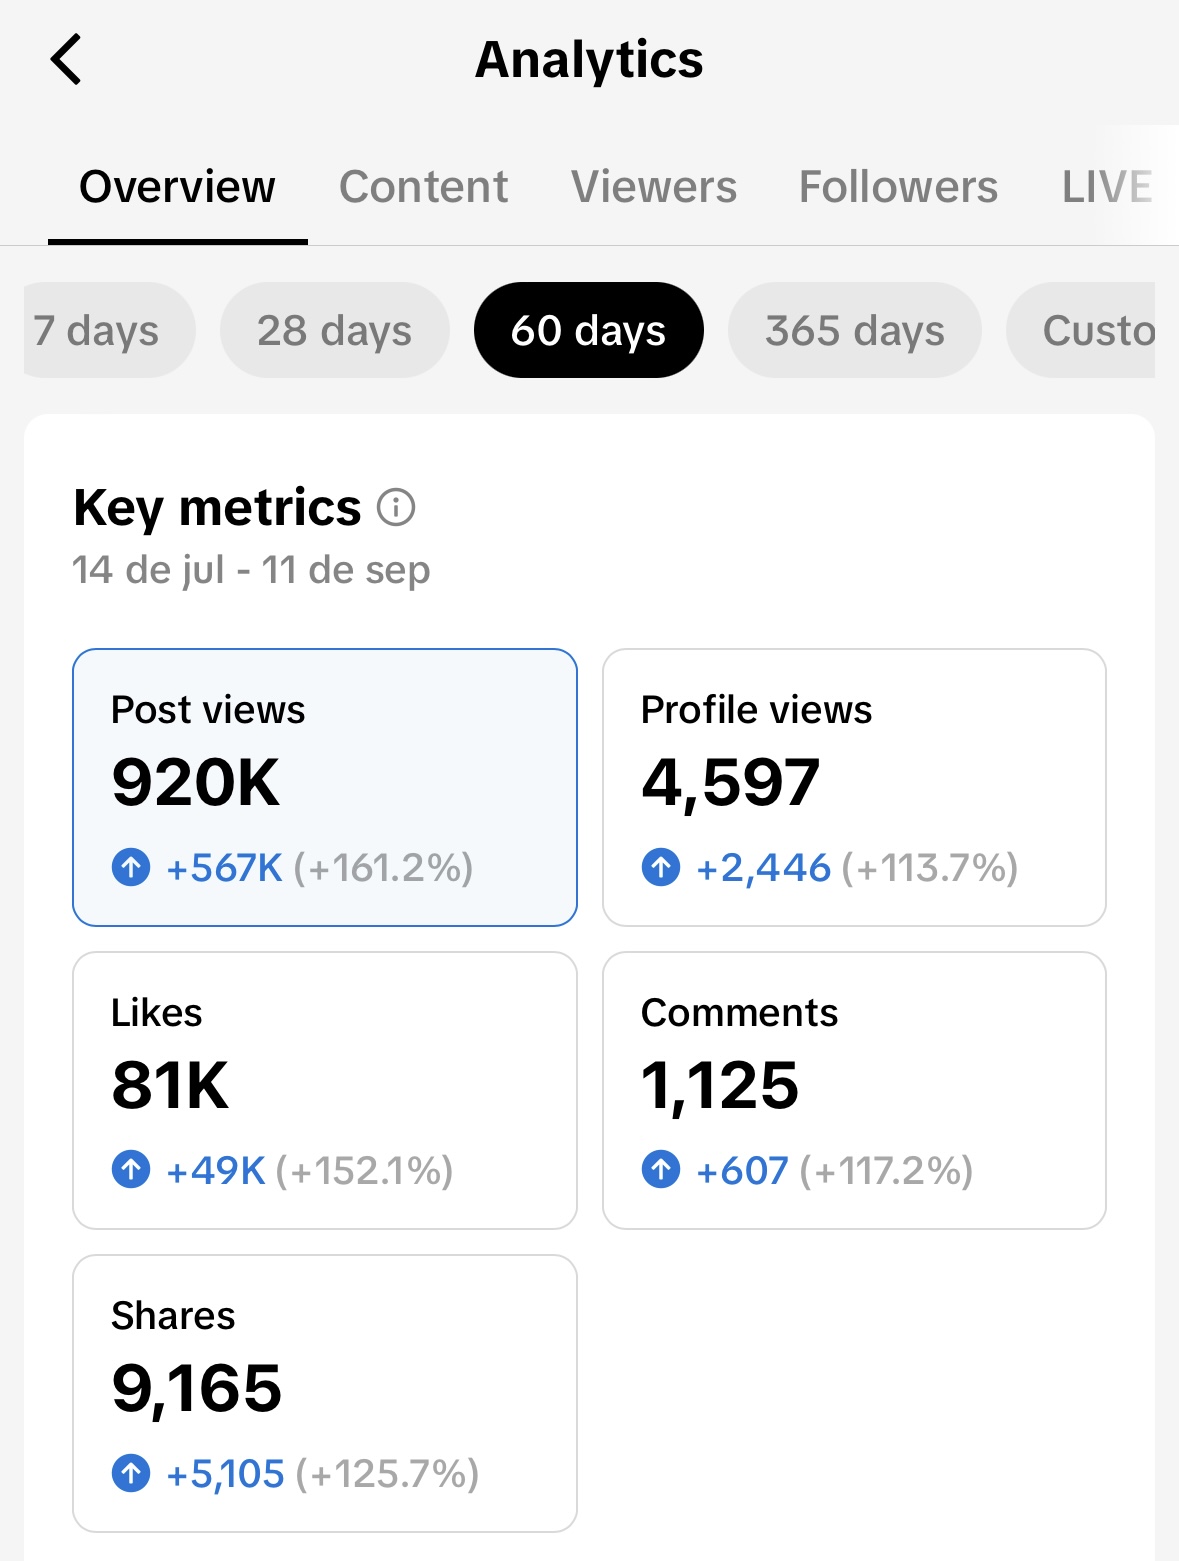 Analytics
Overview Content Viewers Followers LIVE
7 days 28 days 60 days 365 days Custo
Key metrics
14 de jul - 11 de sep
Post views
920K
+567K (+161.2%)
Profile views
4,597
+2,446 (+113.7%)
Likes
81K
+49K (+152.1%)
Comments
1,125
+607 (+117.2%)
Shares
9,165
+5,105 (+125.7%)